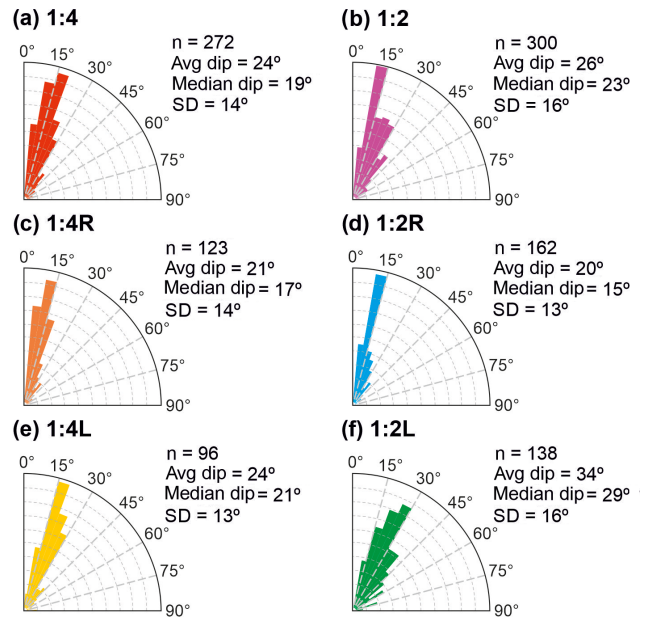 (a) 1:4
0°
15°
30°
45°
60°
75°
90°
n = 272
Avg dip = 24º
Median dip = 19º
SD = 14º
(b) 1:2
0°
15°
30°
45°
60°
75°
90°
n = 300
Avg dip = 26º
Median dip = 23º
SD = 16º
(c) 1:4R
0°
15°
30°
45°
60°
75°
90°
n = 123
Avg dip = 21º
Median dip = 17º
SD = 14º
(d) 1:2R
0°
15°
30°
45°
60°
75°
90°
n = 162
Avg dip = 20º
Median dip = 15º
SD = 13º
(e) 1:4L
0°
15°
30°
45°
60°
75°
90°
n = 96
Avg dip = 24º
Median dip = 21º
SD = 13º
(f) 1:2L
0°
15°
30°
45°
60°
75°
90°
n = 138
Avg dip = 34º
Median dip = 29º
SD = 16º